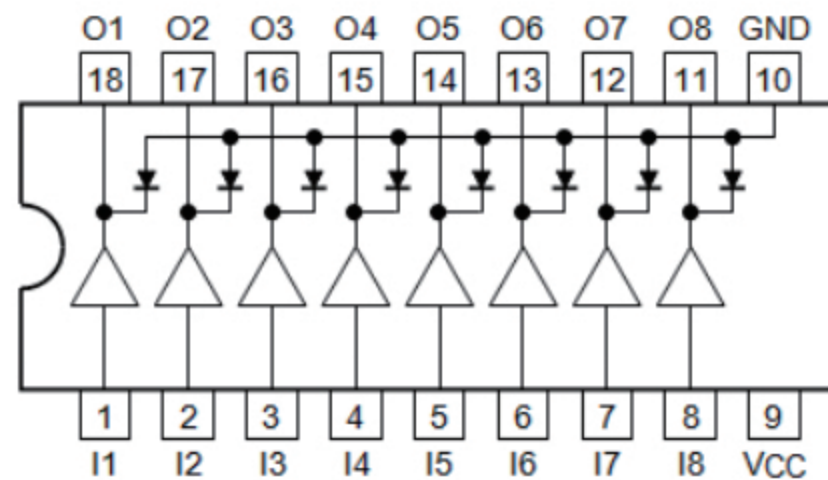 O1 O2 O3 O4 O5 O6 O7 O8 GND
18 17 16 15 14 13 12 11 10
1 2 3 4 5 6 7 8 9
I1 I2 I3 I4 I5 I6 I7 I8 VCC